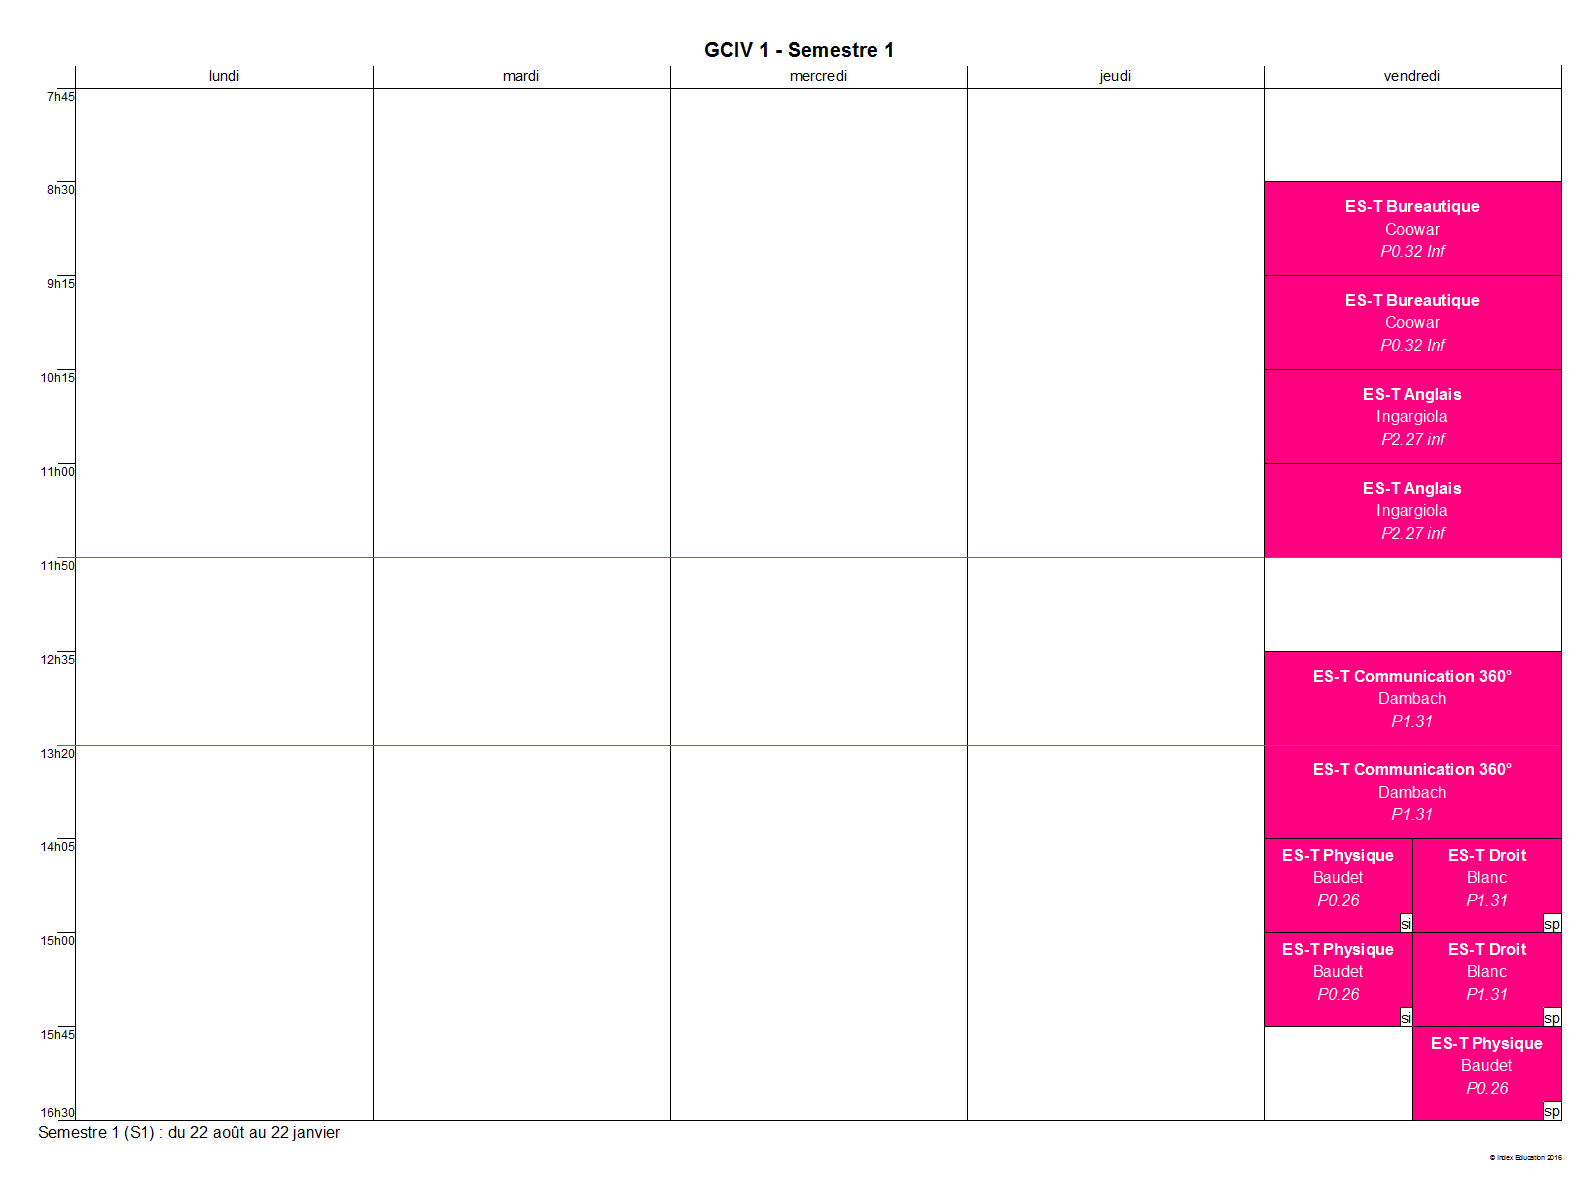 GCIV 1 - Semestre 1
lundi
mardi
mercredi
jeudi
vendredi
7h45
8h30
ES-T Bureautique
Coowar
P0.32 Inf
9h15
ES-T Bureautique
Coowar
P0.32 Inf
10h15
ES-T Anglais
Ingargiola
P2.27 inf
11h00
ES-T Anglais
Ingargiola
P2.27 inf
11h50
12h35
ES-T Communication 360°
Dambach
P1.31
13h20
ES-T Communication 360°
Dambach
P1.31
14h05
ES-T Physique
Baudet
P0.26
si
ES-T Droit
Blanc
P1.31
sp
15h00
ES-T Physique
Baudet
P0.26
si
ES-T Droit
Blanc
P1.31
sp
15h45
ES-T Physique
Baudet
P0.26
sp
16h30
Semestre 1 (S1) : du 22 août au 22 janvier
© Index Education 2016